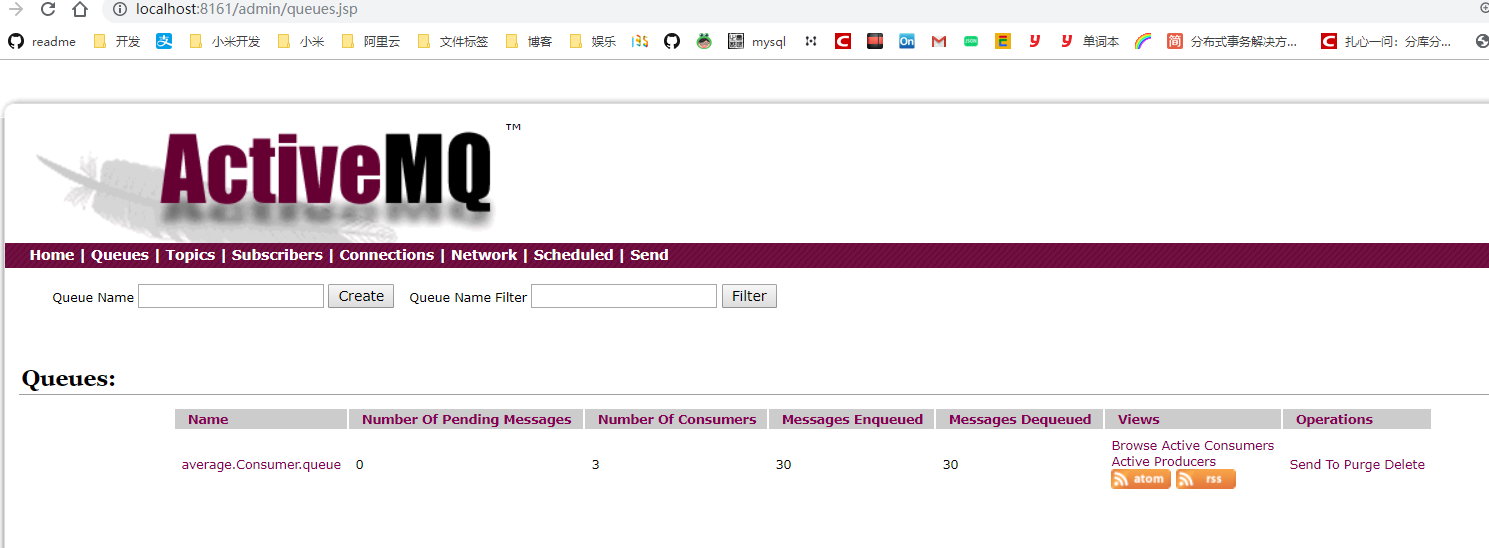 localhost:8161/admin/queues.jsp
readme 开发 小米开发 小米 阿里云 文件标签 博客 娱乐 mysql On 单词本 简 分布式事务解决方... 扎心一问：分库分...
ActiveMQ ™
Home | Queues | Topics | Subscribers | Connections | Network | Scheduled | Send
Queue Name Create Queue Name Filter Filter
Queues:
Name Number Of Pending Messages Number Of Consumers Messages Enqueued Messages Dequeued Views Operations
average.Consumer.queue 0 3 30 30 Browse Active Consumers
Active Producers
atom rss
Send To Purge Delete